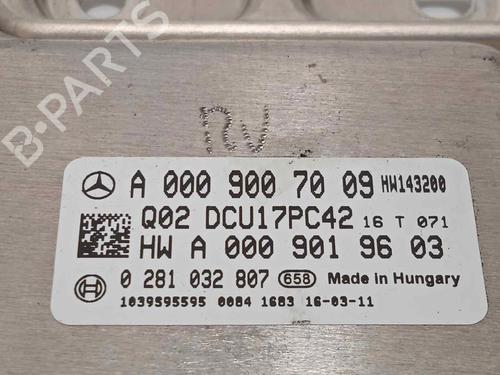 B-PARTS
RV
A 000 900 70 09 HW143200
Q02 DCU17PC42 16 T 071
HW A 000 901 96 03
0 281 032 807 658 Made in Hungary
1039S95595 0084 1683 16-03-11